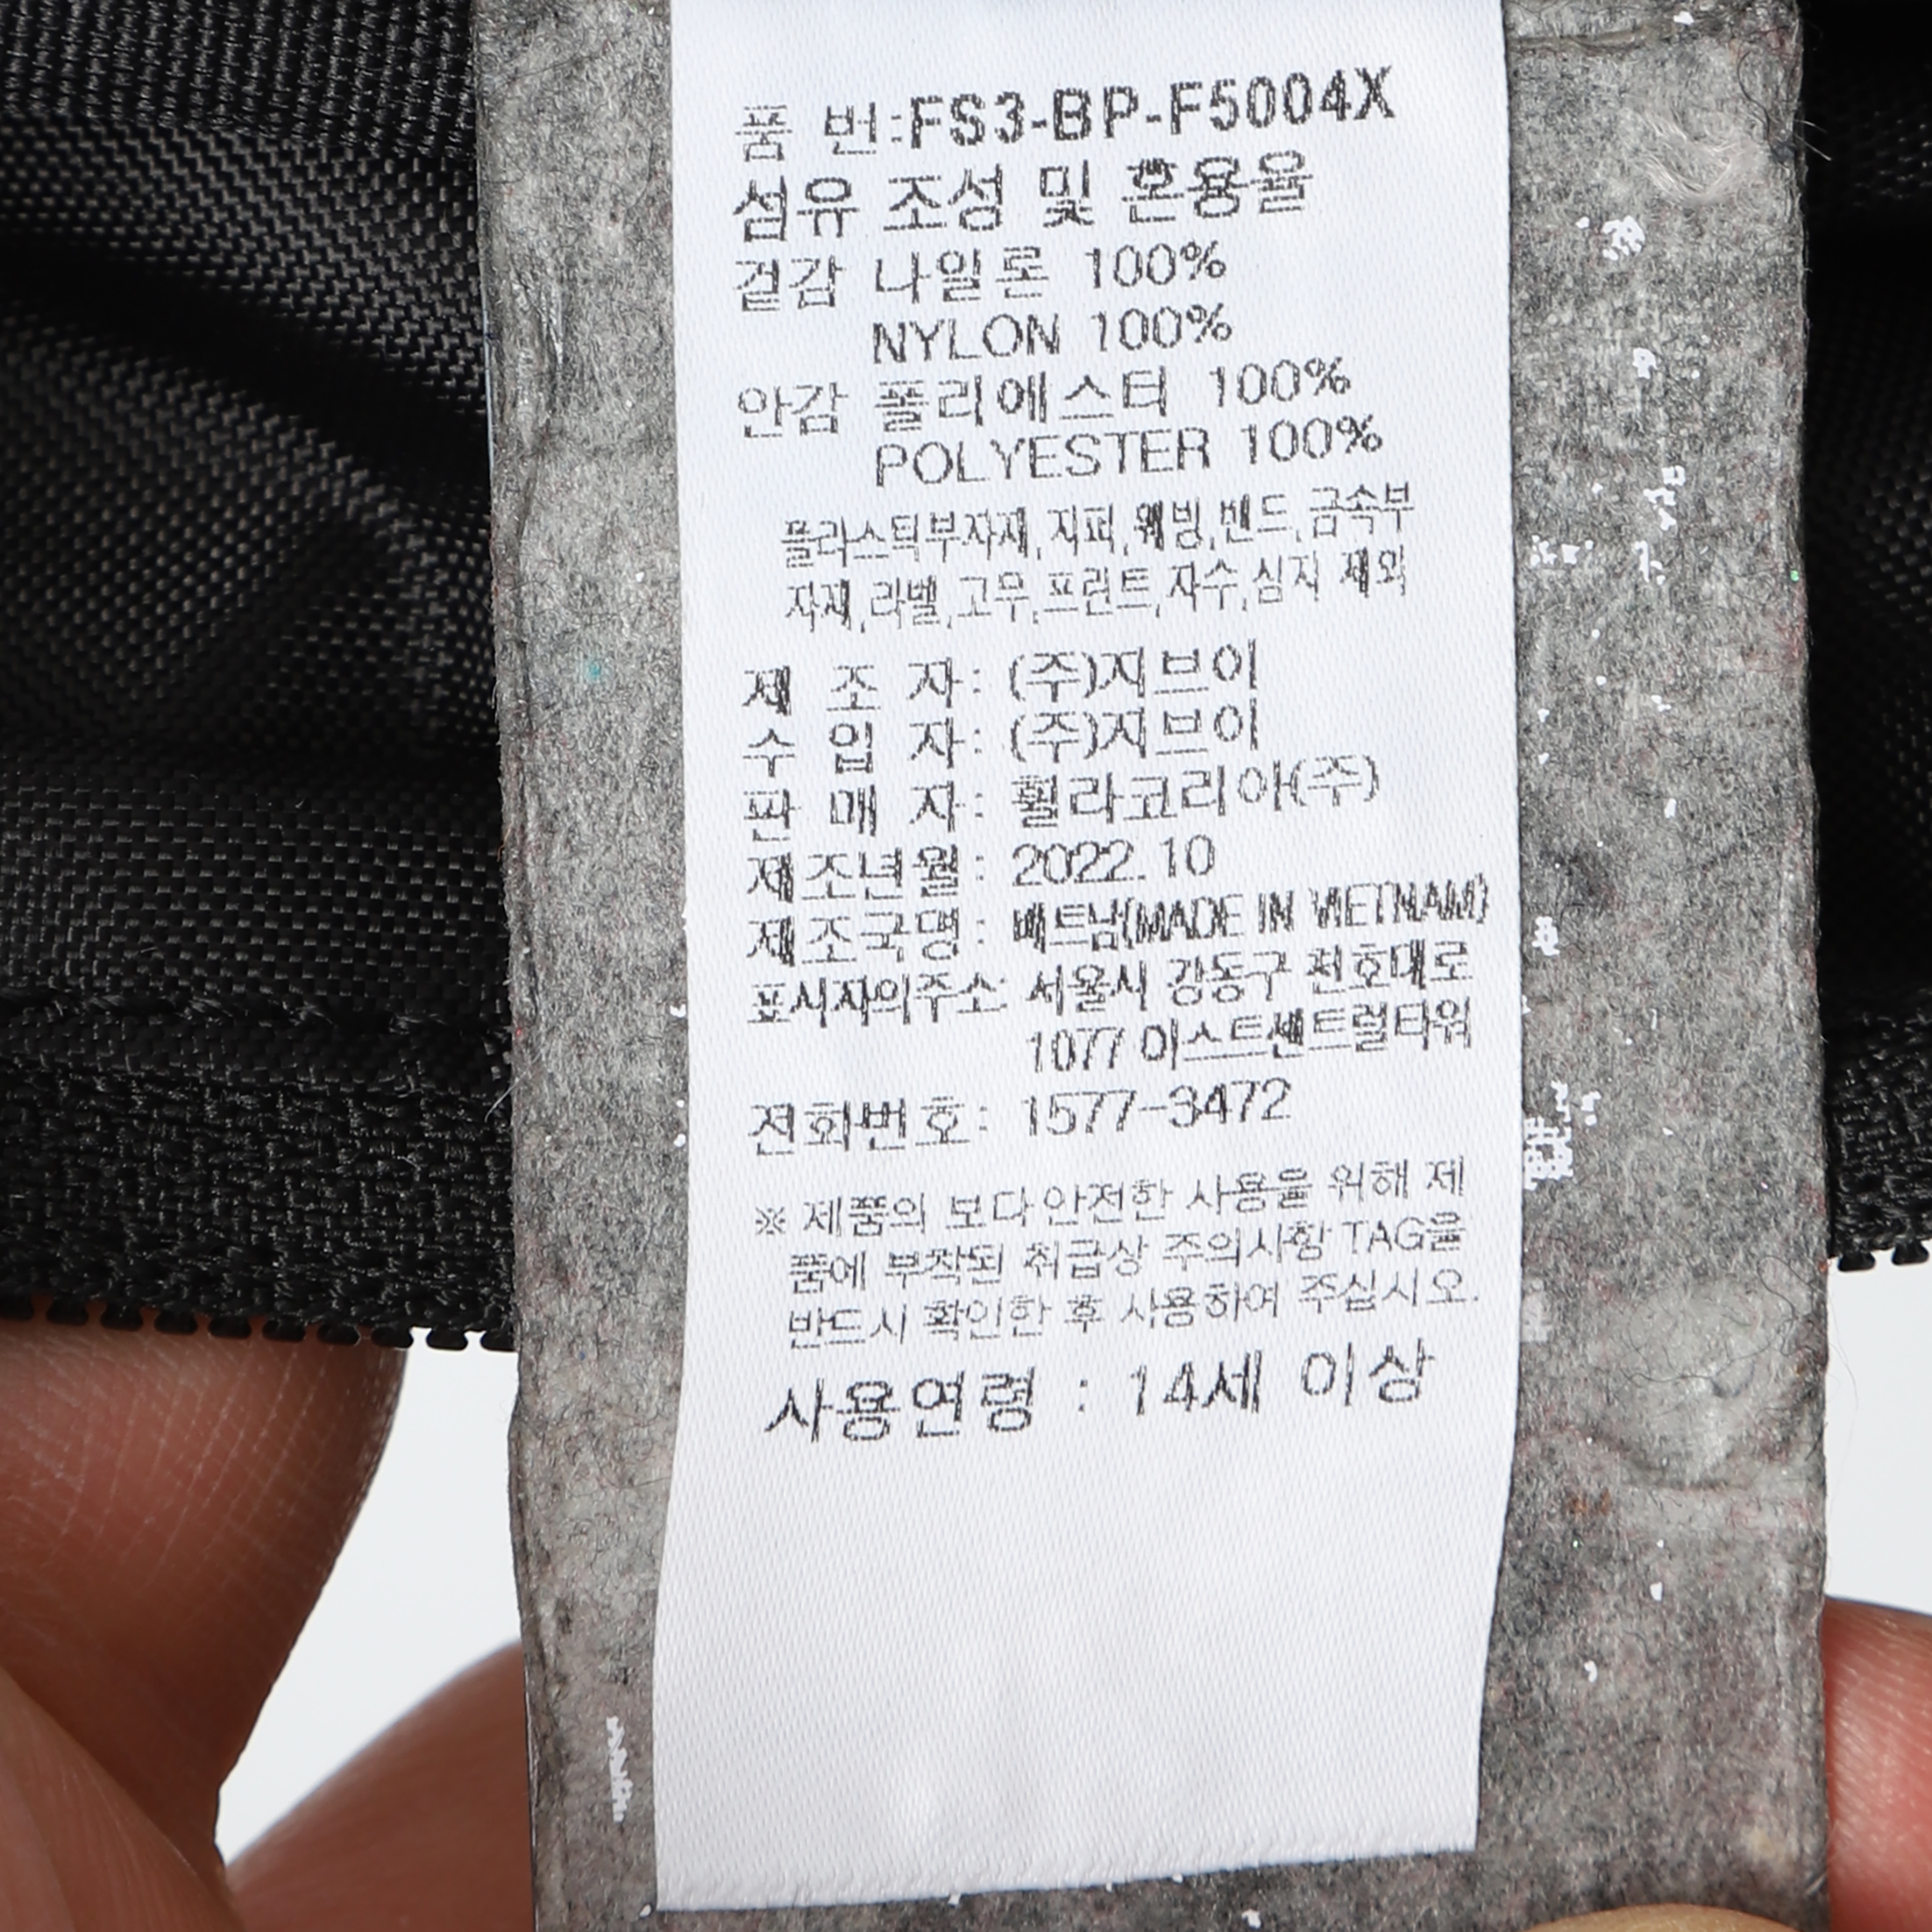 품 번:FS3-BP-F5004X
섬유 조성 및 혼용율
겉감 나일론 100%
NYLON 100%
안감 폴리에스터 100%
POLYESTER 100%
플라스틱부자재, 지퍼, 웨빙, 밴드, 금속부
자재, 라벨, 고무, 프린트, 자수, 심지 제외
제 조 자: (주)지브이
수 입 자: (주)지브이
판 매 자: 휠라코리아(주)
제조년월: 2022.10
제조국명: 베트남(MADE IN VIETNAM)
표시자의주소: 서울시 강동구 천호대로
1077 이스트센트럴타워
전화번호: 1577-3472
※ 제품의 보다 안전한 사용을 위해 제
품에 부착된 취급상 주의사항 TAG을
반드시 확인한 후 사용하여 주십시오.
사용연령 : 14세 이상